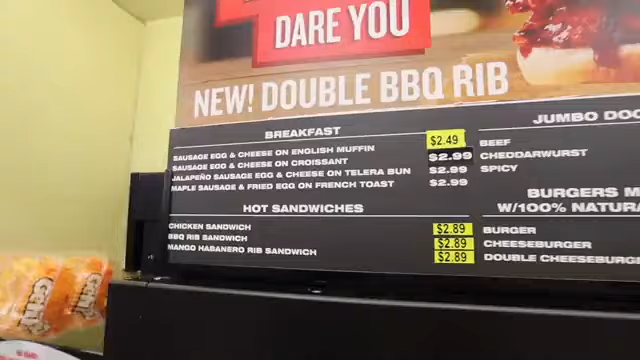 DARE YOU
NEW! DOUBLE BBQ RIB
BREAKFAST
SAUSAGE EGG & CHEESE ON ENGLISH MUFFIN $2.49
SAUSAGE EGG & CHEESE ON CROISSANT $2.99
JALAPEÑO SAUSAGE EGG & CHEESE ON TELERA BUN $2.99
MAPLE SAUSAGE & FRIED EGG ON FRENCH TOAST $2.99
HOT SANDWICHES
CHICKEN SANDWICH $2.89
BBQ RIB SANDWICH $2.89
MANGO HABANERO RIB SANDWICH $2.89
JUMBO DO
BEEF
CHEDDARWURST
SPICY
BURGERS M
W/100% NATURA
BURGER
CHEESEBURGER
DOUBLE CHEESEBURGE